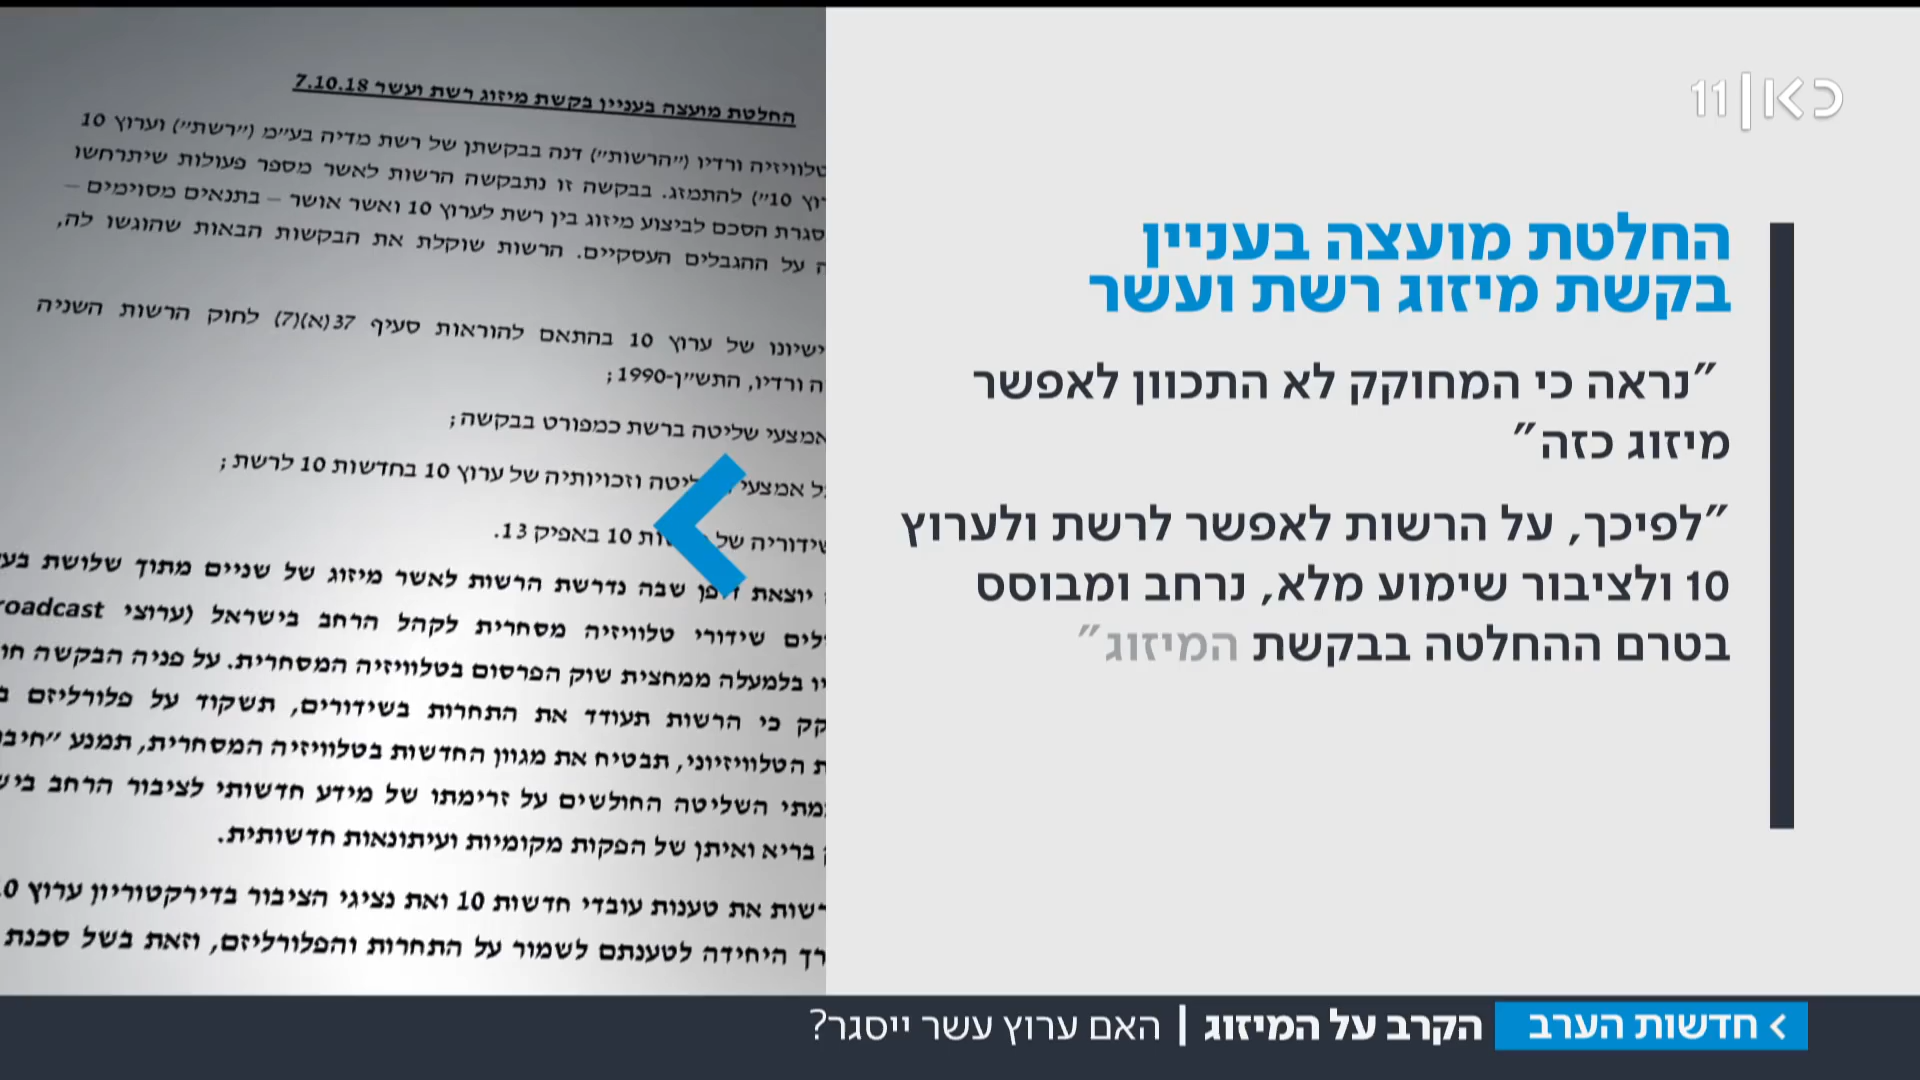 כאן 11
החלטת מועצה בעניין
בקשת מיזוג רשת ועשר
״נראה כי המחוקק לא התכוון לאפשר
מיזוג כזה״
״לפיכך, על הרשות לאפשר לרשת ולערוץ
10 ולציבור שימוע מלא, נרחב ומבוסס
בטרם ההחלטה בבקשת המיזוג״
החלטת מועצה בעניין בקשת מיזוג רשת ועשר 7.10.18
טלוויזיה ורדיו (״הרשות״) דנה בבקשתן של רשת מדיה בע״מ (״רשת״) וערוץ 10
10״) להתמזג. בבקשה זו נתבקשה הרשות לאשר מספר פעולות שיתרחשו
סגרת הסכם לביצוע מיזוג בין רשת לערוץ 10 ואשר אושר – בתנאים מסוימים –
על ההגבלים העסקיים. הרשות שוקלת את הבקשות הבאות שהוגשו לה,
ישיונו של ערוץ 10 בהתאם להוראות סעיף 37(א)(7) לחוק הרשות השניה
ורדיו, התש״ן-1990;
אמצעי שליטה ברשת כמפורט בבקשה;
אמצעי וזכויותיה של ערוץ 10 בחדשות 10 לרשת;
שידוריה של 10 באפיק 13.
יוצאת שבה נדרשת הרשות לאשר מיזוג של שניים מתוך שלושת
שידורי טלוויזיה מסחרית לקהל הרחב בישראל (ערוצי roadcast
בלמעלה ממחצית שוק הפרסום בטלוויזיה המסחרית. על פניה הבקשה
כי הרשות תעודד את התחרות בשידורים, תשקוד על פלורליזם
הטלוויזיוני, תבטיח את מגוון החדשות בטלוויזיה המסחרית, תמנע
השליטה החולשים על זרימתו של מידע חדשותי לציבור הרחב
בריא ואיתן של הפקות מקומיות ועיתונאות חדשותית.
רשות את טענות עובדי חדשות 10 ואת נציגי הציבור בדירקטוריון ערוץ
היחידה לטענתם לשמור על התחרות והפלורליזם, וזאת בשל סכנת
חדשות הערב הקרב על המיזוג | האם ערוץ עשר ייסגר?